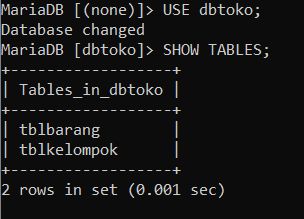 MariaDB [(none)]> USE dbtoko;
Database changed
MariaDB [dbtoko]> SHOW TABLES;
+------------------+
| Tables_in_dbtoko |
+------------------+
| tblbarang        |
| tblkelompok      |
+------------------+
2 rows in set (0.001 sec)